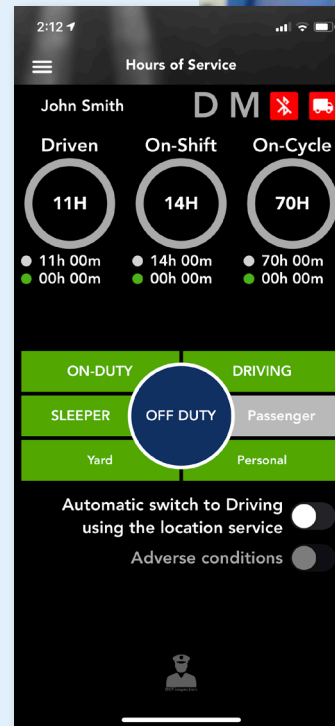 2:12
Hours of Service
John Smith D M
Driven On-Shift On-Cycle
11H 14H 70H
11h 00m 14h 00m 70h 00m
00h 00m 00h 00m 00h 00m
ON-DUTY DRIVING
SLEEPER OFF DUTY Passenger
Yard Personal
Automatic switch to Driving
using the location service
Adverse conditions